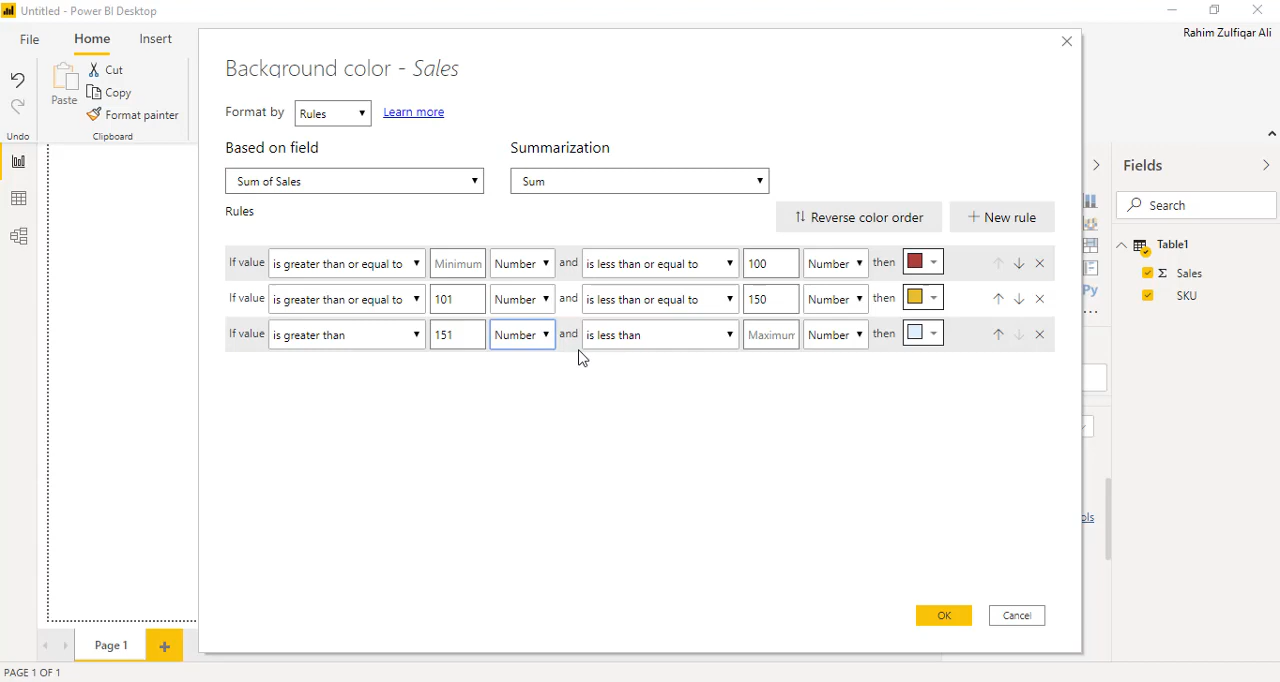 Untitled - Power BI Desktop
Rahim Zulfiqar Ali
File Home Insert
Cut
Copy
Format painter
Paste
Undo
Clipboard
Background color - Sales
Format by Rules Learn more
Based on field Summarization
Sum of Sales Sum
Rules
Reverse color order + New rule
If value is greater than or equal to Minimum Number and is less than or equal to 100 Number then
If value is greater than or equal to 101 Number and is less than or equal to 150 Number then
If value is greater than 151 Number and is less than Maximum Number then
OK Cancel
Fields
Search
Table1
Σ Sales
SKU
Py
ols
Page 1 +
PAGE 1 OF 1